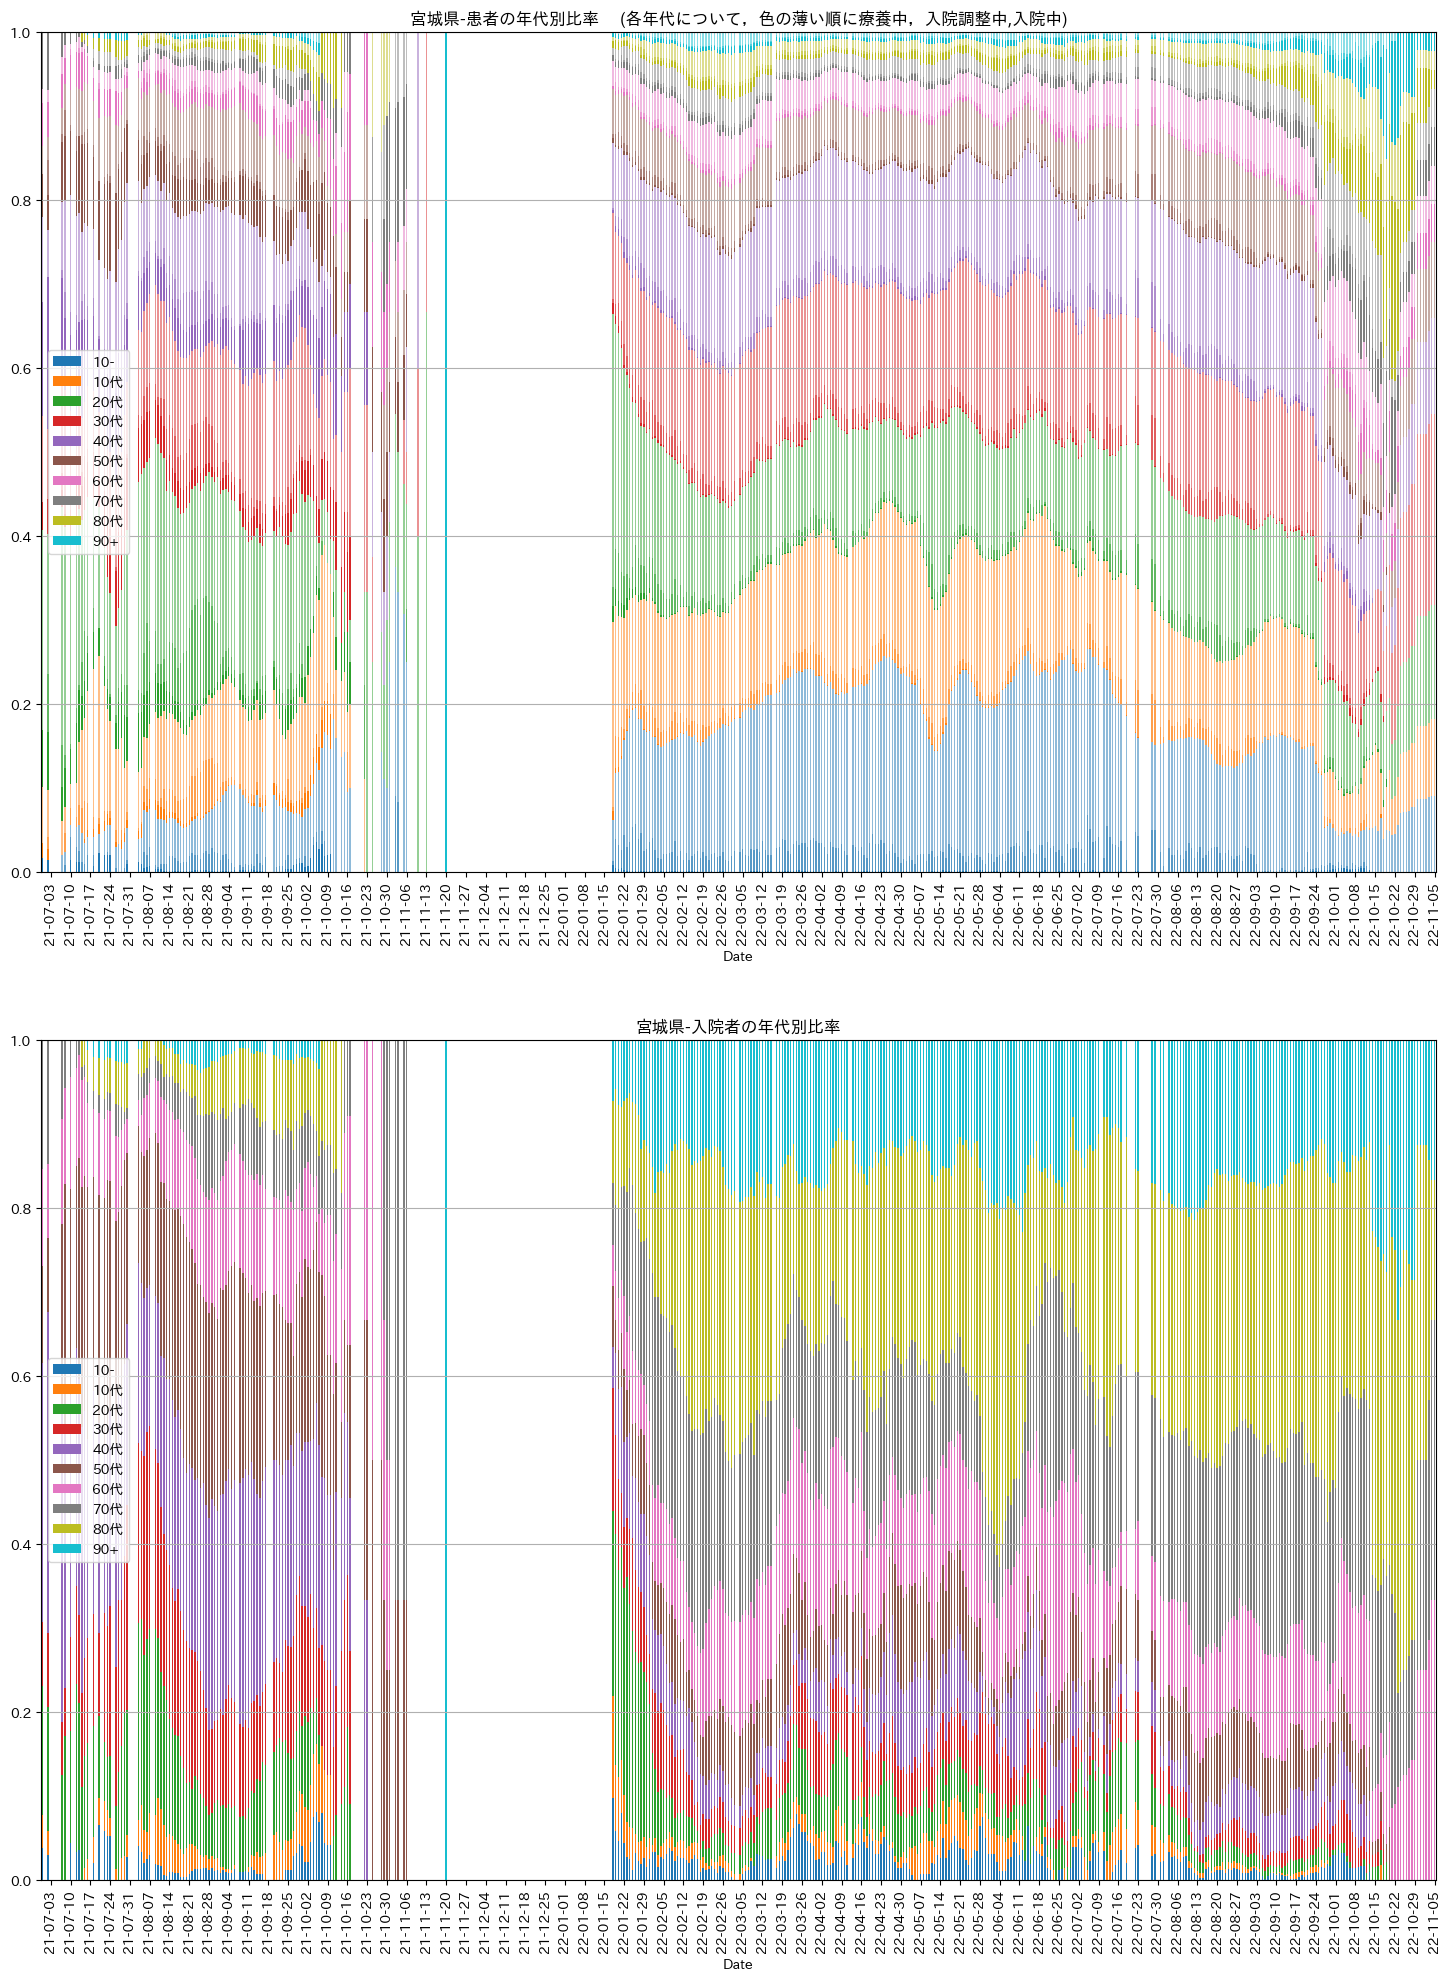 宮城県-患者の年代別比率　(各年代について，色の薄い順に療養中，入院調整中,入院中)
1.0
0.8
0.6
0.4
0.2
0.0
10-
10代
20代
30代
40代
50代
60代
70代
80代
90+
21-07-03 21-07-10 21-07-17 21-07-24 21-07-31 21-08-07 21-08-14 21-08-21 21-08-28 21-09-04 21-09-11 21-09-18 21-09-25 21-10-02 21-10-09 21-10-16 21-10-23 21-10-30 21-11-06 21-11-13 21-11-20 21-11-27 21-12-04 21-12-11 21-12-18 21-12-25 22-01-01 22-01-08 22-01-15 22-01-22 22-01-29 22-02-05 22-02-12 22-02-19 22-02-26 22-03-05 22-03-12 22-03-19 22-03-26 22-04-02 22-04-09 22-04-16 22-04-23 22-04-30 22-05-07 22-05-14 22-05-21 22-05-28 22-06-04 22-06-11 22-06-18 22-06-25 22-07-02 22-07-09 22-07-16 22-07-23 22-07-30 22-08-06 22-08-13 22-08-20 22-08-27 22-09-03 22-09-10 22-09-17 22-09-24 22-10-01 22-10-08 22-10-15 22-10-22 22-10-29 22-11-05
Date
宮城県-入院者の年代別比率
1.0
0.8
0.6
0.4
0.2
0.0
10-
10代
20代
30代
40代
50代
60代
70代
80代
90+
21-07-03 21-07-10 21-07-17 21-07-24 21-07-31 21-08-07 21-08-14 21-08-21 21-08-28 21-09-04 21-09-11 21-09-18 21-09-25 21-10-02 21-10-09 21-10-16 21-10-23 21-10-30 21-11-06 21-11-13 21-11-20 21-11-27 21-12-04 21-12-11 21-12-18 21-12-25 22-01-01 22-01-08 22-01-15 22-01-22 22-01-29 22-02-05 22-02-12 22-02-19 22-02-26 22-03-05 22-03-12 22-03-19 22-03-26 22-04-02 22-04-09 22-04-16 22-04-23 22-04-30 22-05-07 22-05-14 22-05-21 22-05-28 22-06-04 22-06-11 22-06-18 22-06-25 22-07-02 22-07-09 22-07-16 22-07-23 22-07-30 22-08-06 22-08-13 22-08-20 22-08-27 22-09-03 22-09-10 22-09-17 22-09-24 22-10-01 22-10-08 22-10-15 22-10-22 22-10-29 22-11-05
Date